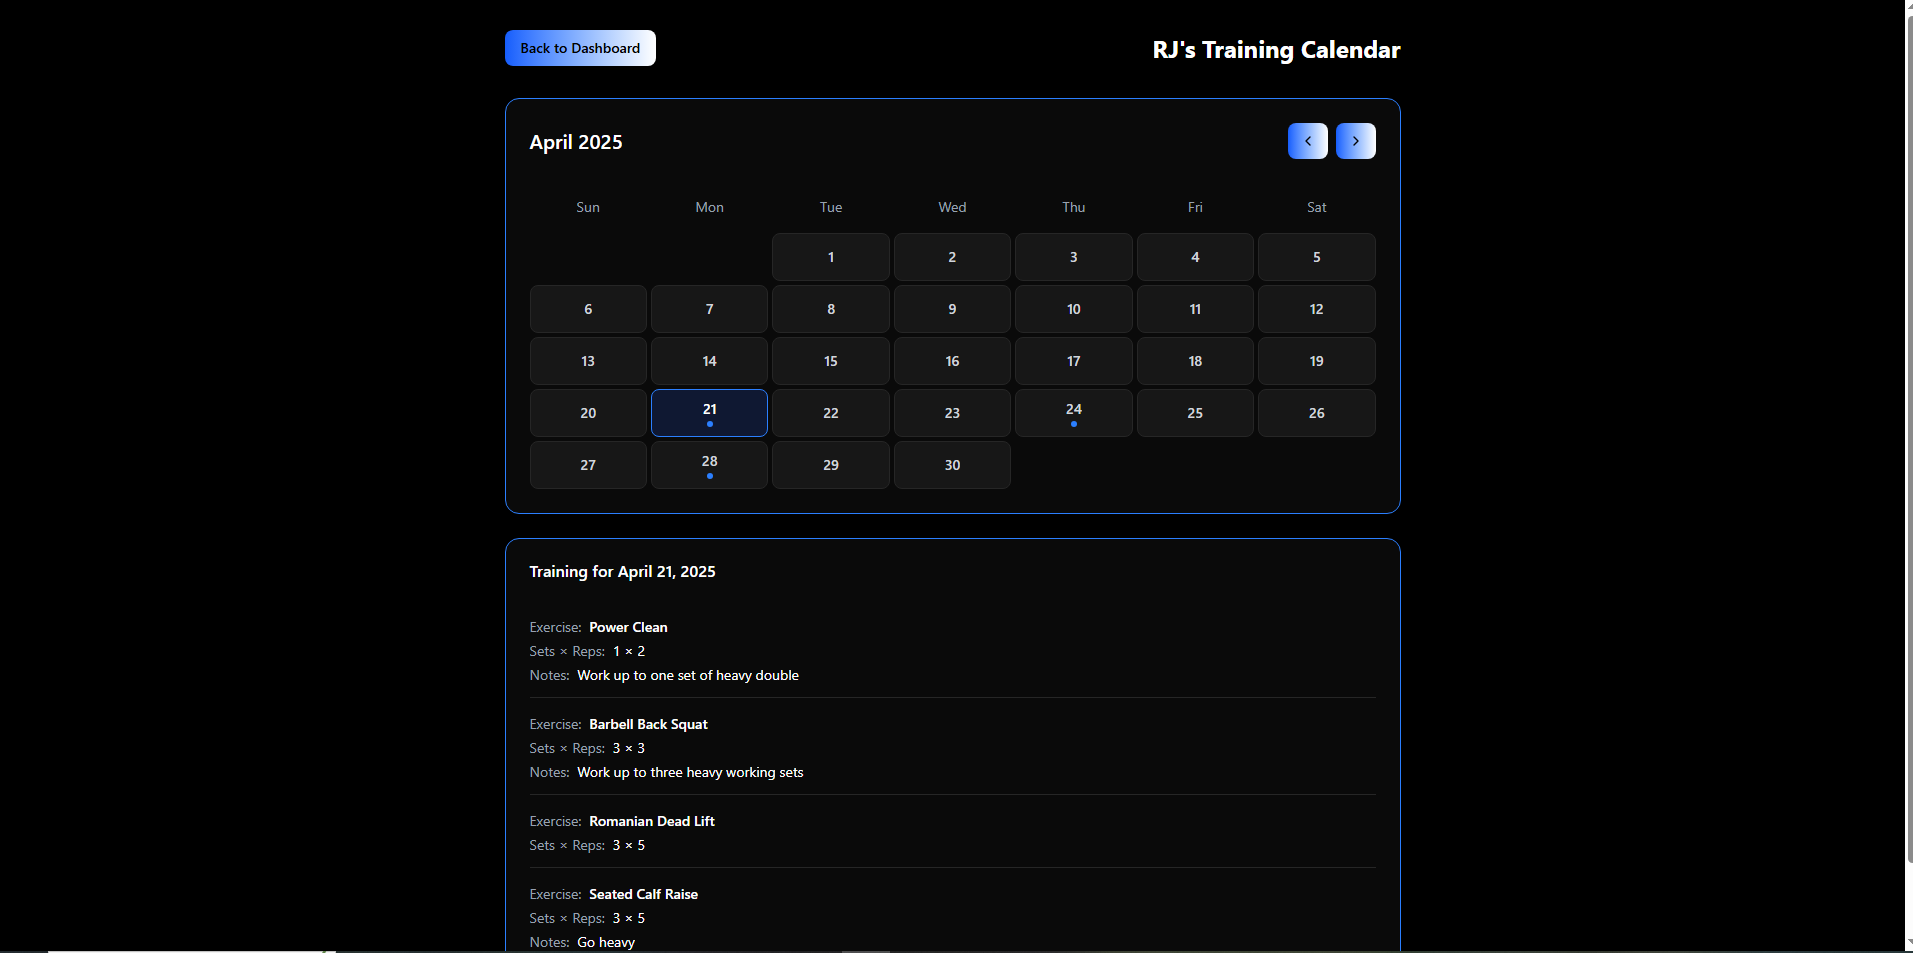 Back to Dashboard
RJ's Training Calendar
April 2025
Sun Mon Tue Wed Thu Fri Sat
1 2 3 4 5
6 7 8 9 10 11 12
13 14 15 16 17 18 19
20 21 22 23 24 25 26
27 28 29 30
Training for April 21, 2025
Exercise: Power Clean
Sets × Reps: 1 × 2
Notes: Work up to one set of heavy double
Exercise: Barbell Back Squat
Sets × Reps: 3 × 3
Notes: Work up to three heavy working sets
Exercise: Romanian Dead Lift
Sets × Reps: 3 × 5
Exercise: Seated Calf Raise
Sets × Reps: 3 × 5
Notes: Go heavy